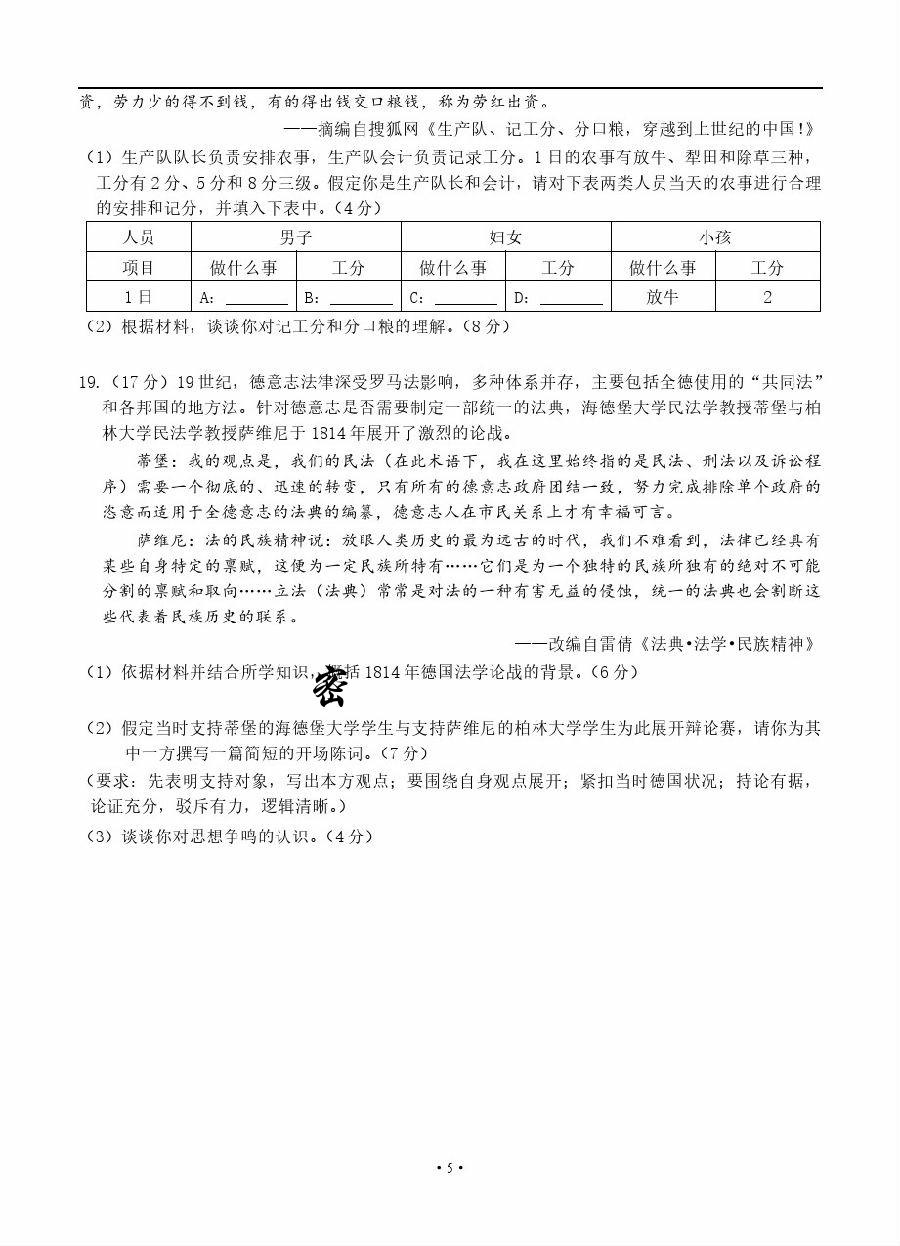 资，劳力少的得不到钱，有的得出钱交口粮钱，称为劳红出资。
——摘编自搜狐网《生产队、记工分、分口粮，穿越到上世纪的中国！》
（1）生产队队长负责安排农事，生产队会计负责记录工分。1日的农事有放牛、犁田和除草三种，
工分有2分、5分和8分三级。假定你是生产队长和会计，请对下表两类人员当天的农事进行合理
的安排和记分，并填入下表中。（4分）
人员 男子 妇女 小孩
项目 做什么事 工分 做什么事 工分 做什么事 工分
1日 A：______ B：______ C：______ D：______ 放牛 2
（2）根据材料，谈谈你对记工分和分口粮的理解。（8分）
19.（17分）19世纪，德意志法律深受罗马法影响，多种体系并存，主要包括全德使用的“共同法”
和各邦国的地方法。针对德意志是否需要制定一部统一的法典，海德堡大学民法学教授蒂堡与柏
林大学民法学教授萨维尼于1814年展开了激烈的论战。
蒂堡：我的观点是，我们的民法（在此术语下，我在这里始终指的是民法、刑法以及诉讼程
序）需要一个彻底的、迅速的转变，只有所有的德意志政府团结一致，努力完成排除单个政府的
恣意而适用于全德意志的法典的编纂，德意志人在市民关系上才有幸福可言。
萨维尼：法的民族精神说：放眼人类历史的最为远古的时代，我们不难看到，法律已经具有
某些自身特定的禀赋，这便为一定民族所特有……它们是为一个独特的民族所独有的绝对不可能
分割的禀赋和取向……立法（法典）常常是对法的一种有害无益的侵蚀，统一的法典也会割断这
些代表着民族历史的联系。
——改编自雷倩《法典•法学•民族精神》
（1）依据材料并结合所学知识，概括1814年德国法学论战的背景。（6分）
密
（2）假定当时支持蒂堡的海德堡大学学生与支持萨维尼的柏林大学学生为此展开辩论赛，请你为其
中一方撰写一篇简短的开场陈词。（7分）
（要求：先表明支持对象，写出本方观点；要围绕自身观点展开；紧扣当时德国状况；持论有据，
论证充分，驳斥有力，逻辑清晰。）
（3）谈谈你对思想争鸣的认识。（4分）
•5•